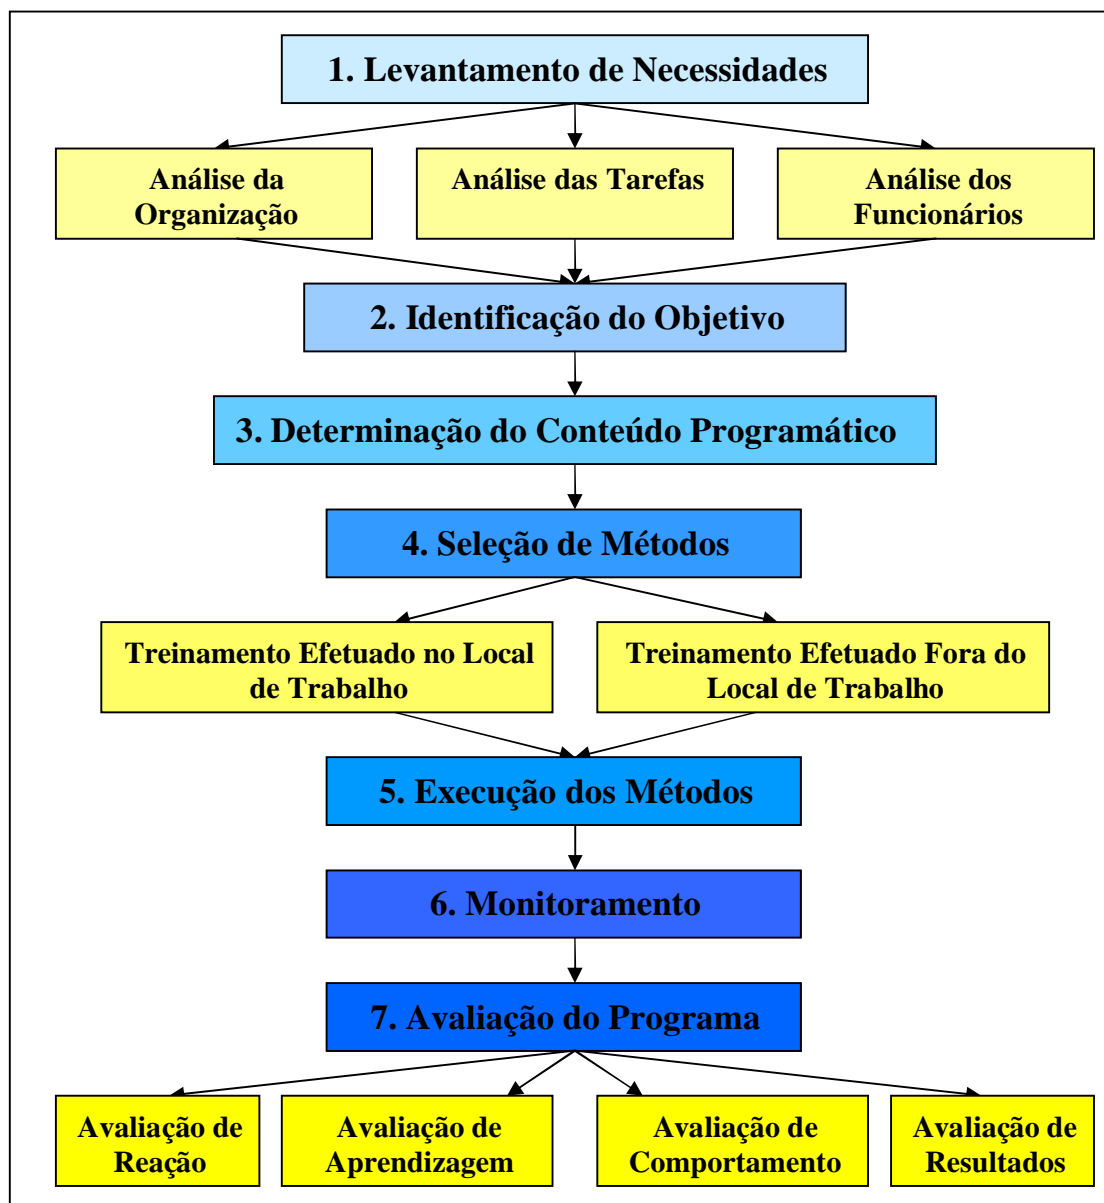 1. Levantamento de Necessidades
Análise da
Organização
Análise das Tarefas
Análise dos
Funcionários
2. Identificação do Objetivo
3. Determinação do Conteúdo Programático
4. Seleção de Métodos
Treinamento Efetuado no Local
de Trabalho
Treinamento Efetuado Fora do
Local de Trabalho
5. Execução dos Métodos
6. Monitoramento
7. Avaliação do Programa
Avaliação de
Reação
Avaliação de
Aprendizagem
Avaliação de
Comportamento
Avaliação de
Resultados